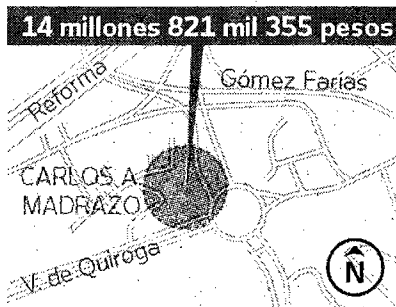 14 millones 821 mil 355 pesos
Reforma
Gómez Farías
CARLOS A.
MADRAZO
V. de Quiroga
N